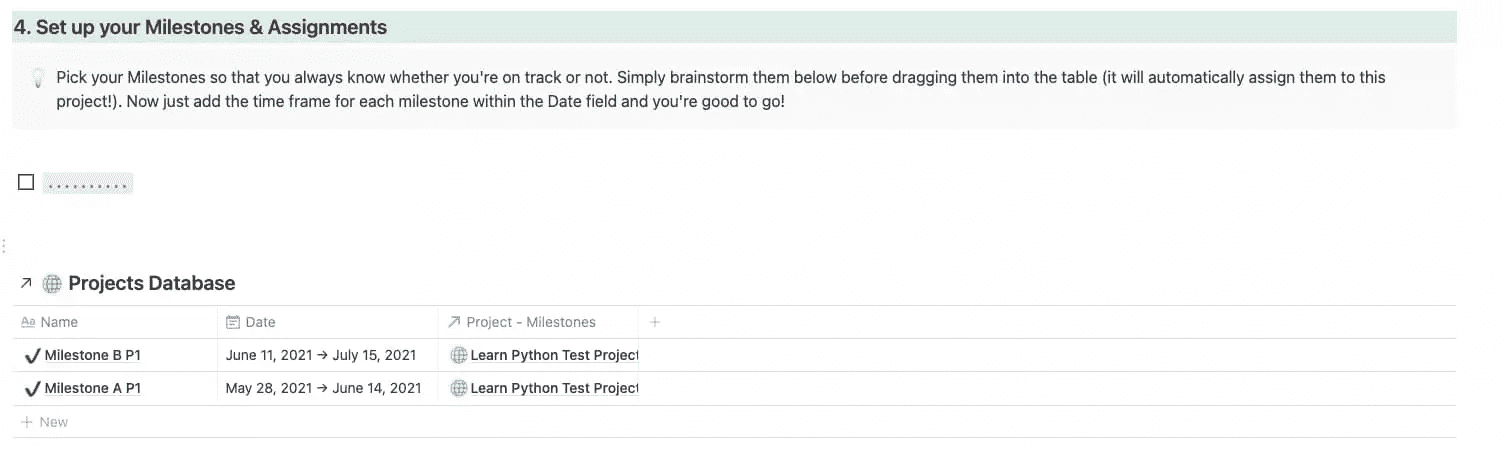 4. Set up your Milestones & Assignments
Pick your Milestones so that you always know whether you're on track or not. Simply brainstorm them below before dragging them into the table (it will automatically assign them to this
project!). Now just add the time frame for each milestone within the Date field and you're good to go!
..........
Projects Database
Aa Name Date Project - Milestones
Milestone B P1 June 11, 2021 → July 15, 2021 Learn Python Test Project
Milestone A P1 May 28, 2021 → June 14, 2021 Learn Python Test Project
+ New